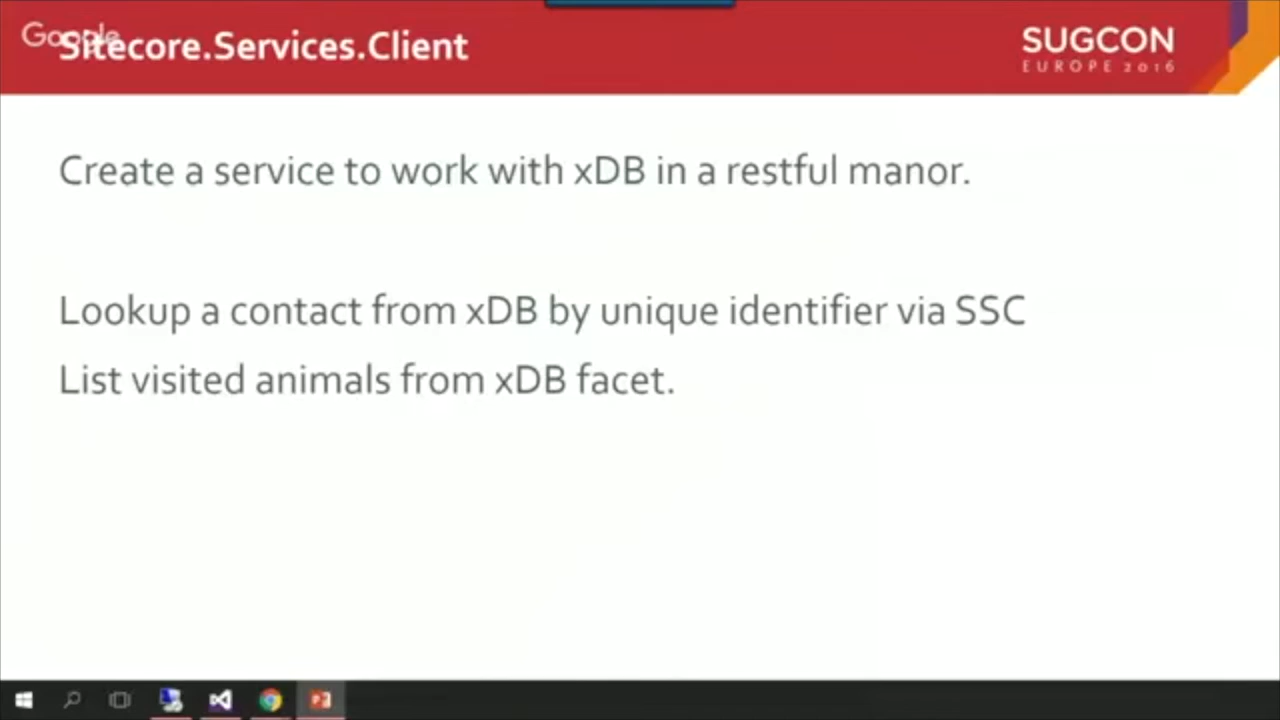 Google
Sitecore.Services.Client
SUGCON
EUROPE 2016
Create a service to work with xDB in a restful manor.
Lookup a contact from xDB by unique identifier via SSC
List visited animals from xDB facet.